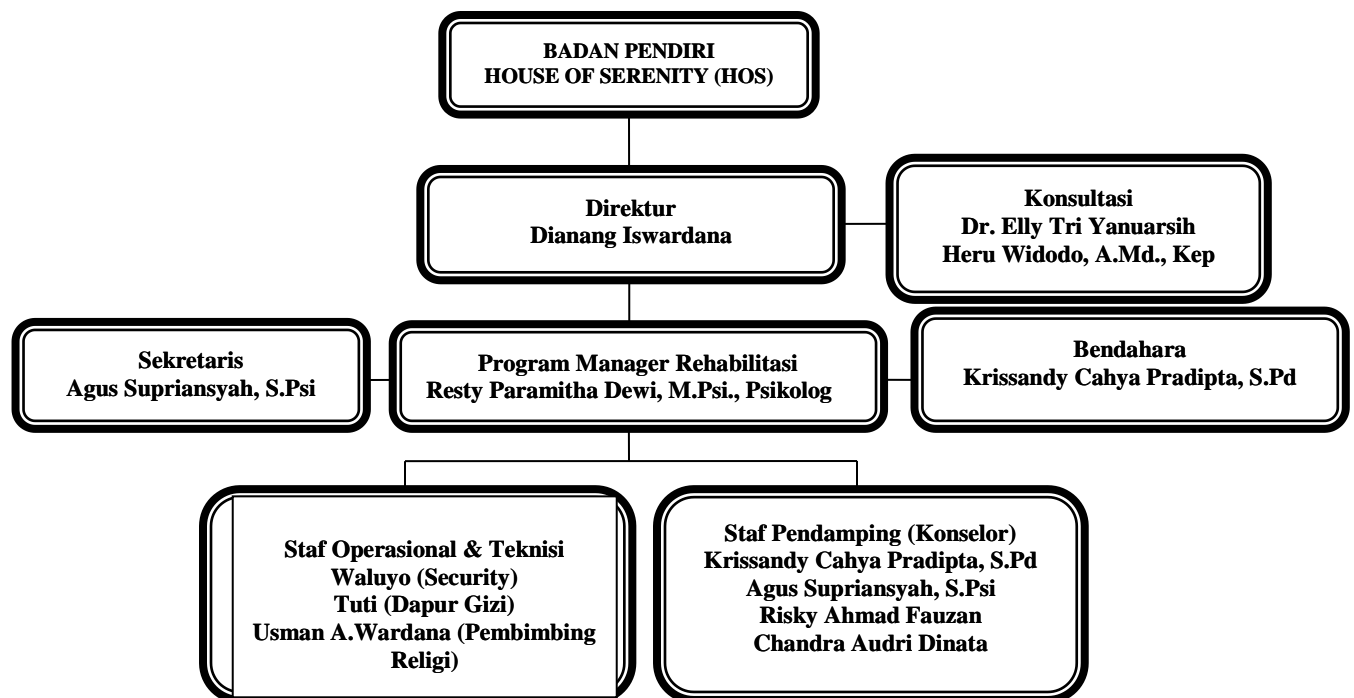 BADAN PENDIRI
HOUSE OF SERENITY (HOS)
Direktur
Dianang Iswardana
Konsultasi
Dr. Elly Tri Yanuarsih
Heru Widodo, A.Md., Kep
Sekretaris
Agus Supriansyah, S.Psi
Program Manager Rehabilitasi
Resty Paramitha Dewi, M.Psi., Psikolog
Bendahara
Krissandy Cahya Pradipta, S.Pd
Staf Operasional & Teknisi
Waluyo (Security)
Tuti (Dapur Gizi)
Usman A.Wardana (Pembimbing
Religi)
Staf Pendamping (Konselor)
Krissandy Cahya Pradipta, S.Pd
Agus Supriansyah, S.Psi
Risky Ahmad Fauzan
Chandra Audri Dinata